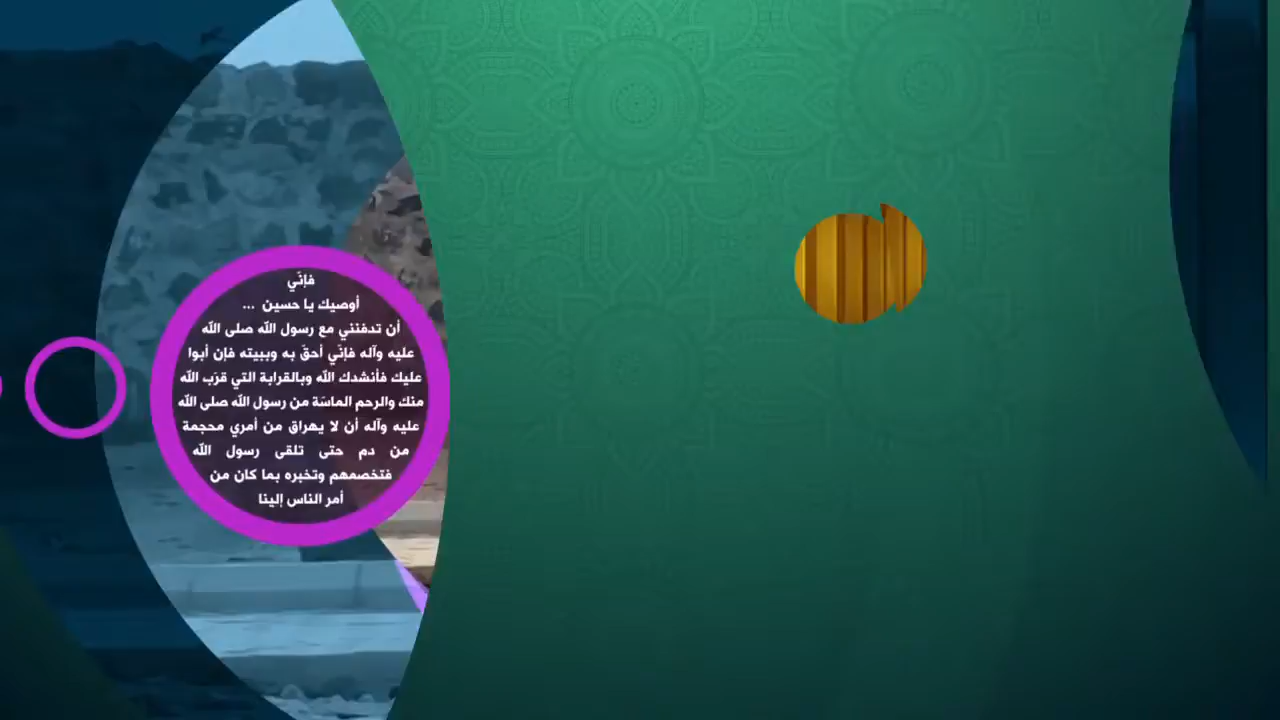 فإنّي
أوصيك يا حسين ...
أن تدفنني مع رسول الله صلى الله
عليه وآله فإنّي أحقّ به وببيته فإن أبوا
عليك فأنشدك الله وبالقرابة التي قرّب الله
منك والرحم الماسّة من رسول الله صلى الله
عليه وآله أن لا يهراق من أمري محجمة
من دم حتى تلقى رسول الله
فتخصمهم وتخبره بما كان من
أمر الناس إلينا